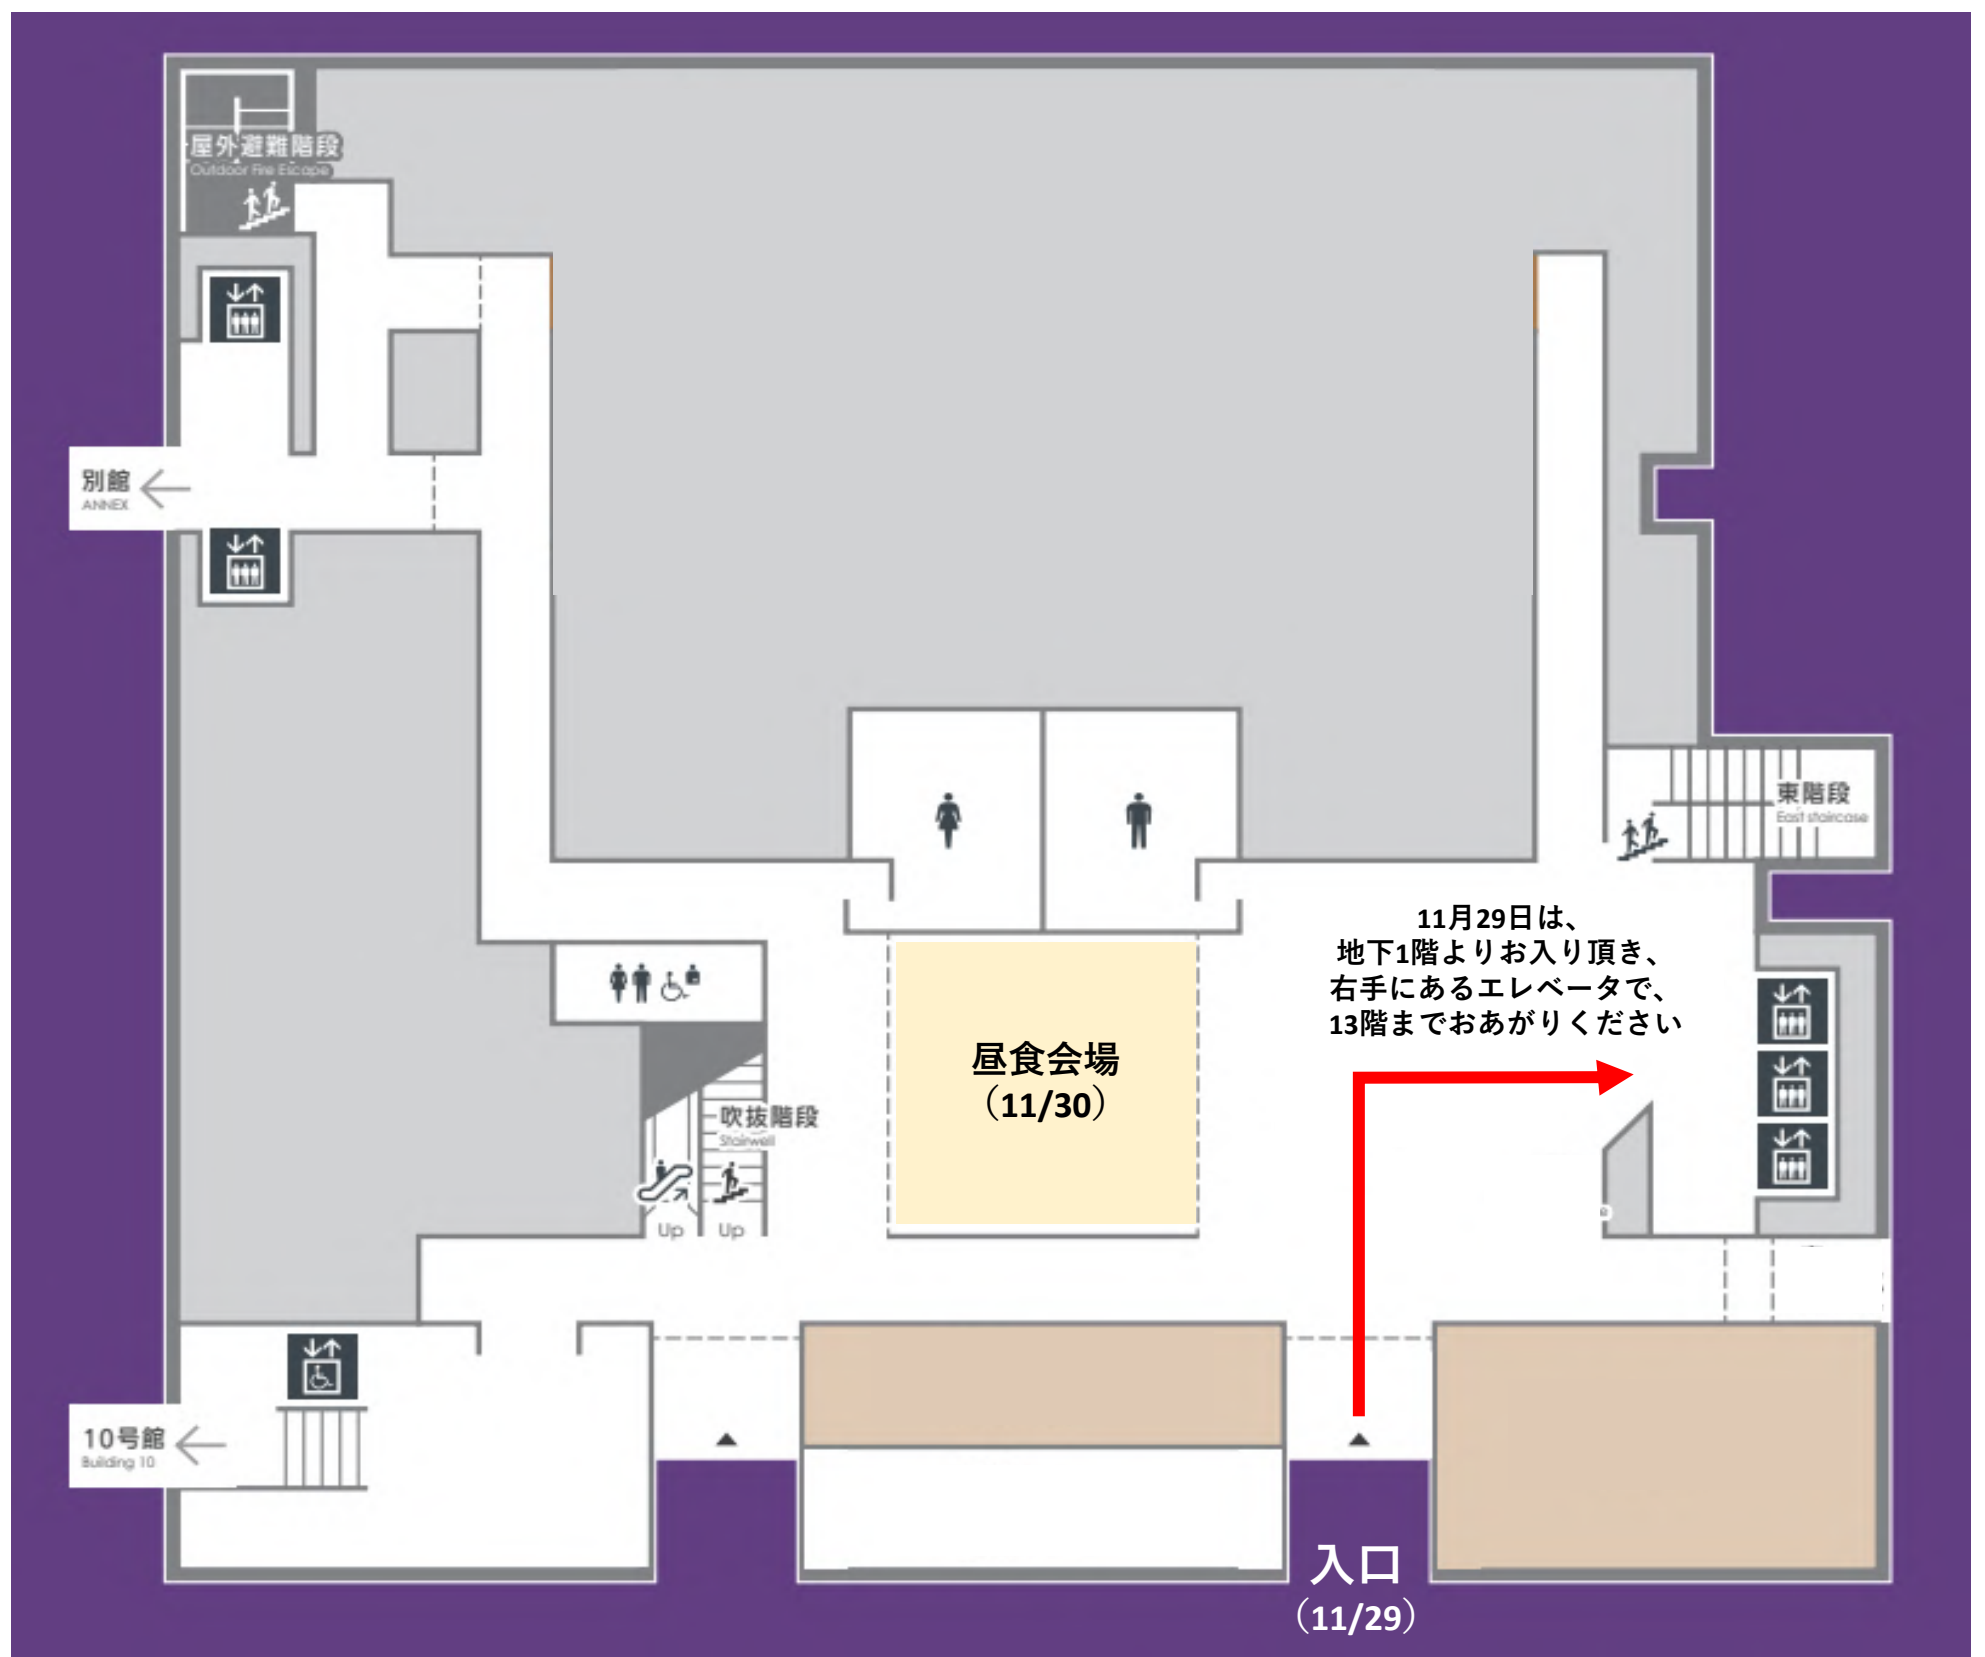 屋外避難階段
Outdoor Fire Escape
別館
ANNEX
東階段
East staircase
11月29日は、
地下1階よりお入り頂き、
右手にあるエレベータで、
13階までおあがりください
昼食会場
（11/30）
吹抜階段
Stairwell
Up
Up
10号館
Building 10
入口
（11/29）